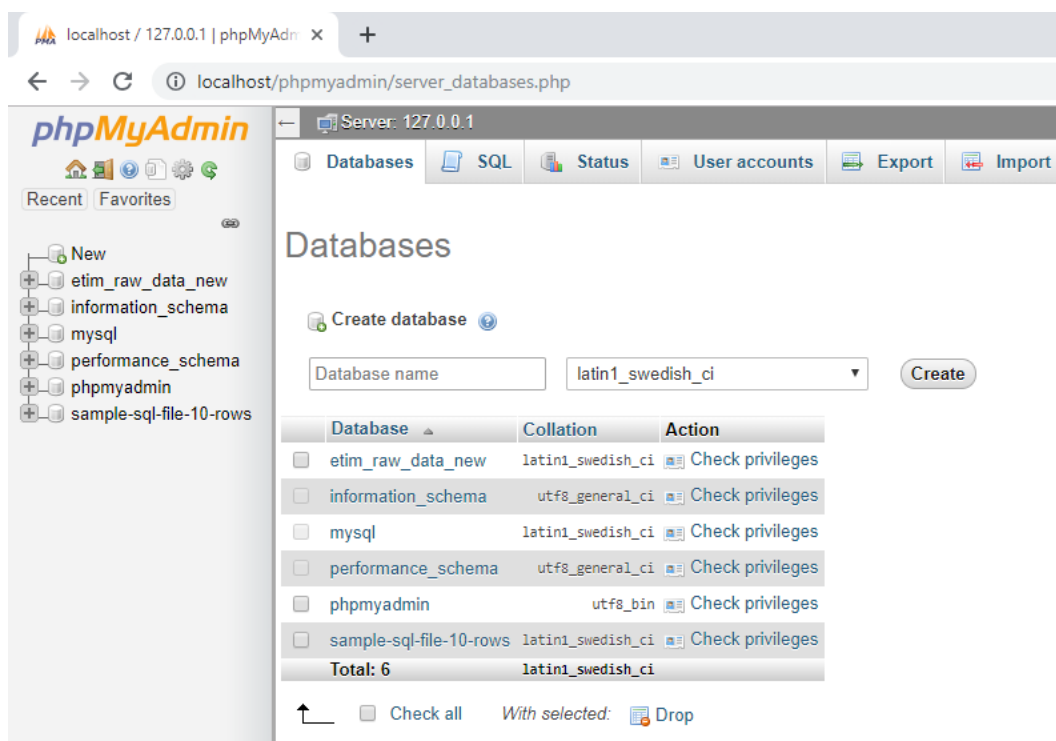 localhost / 127.0.0.1 | phpMyAdm
localhost/phpmyadmin/server_databases.php
phpMyAdmin
Recent Favorites
New
etim_raw_data_new
information_schema
mysql
performance_schema
phpmyadmin
sample-sql-file-10-rows
Server: 127.0.0.1
Databases SQL Status User accounts Export Import
Databases
Create database
Database name latin1_swedish_ci Create
Database Collation Action
etim_raw_data_new latin1_swedish_ci Check privileges
information_schema utf8_general_ci Check privileges
mysql latin1_swedish_ci Check privileges
performance_schema utf8_general_ci Check privileges
phpmyadmin utf8_bin Check privileges
sample-sql-file-10-rows latin1_swedish_ci Check privileges
Total: 6 latin1_swedish_ci
Check all With selected: Drop